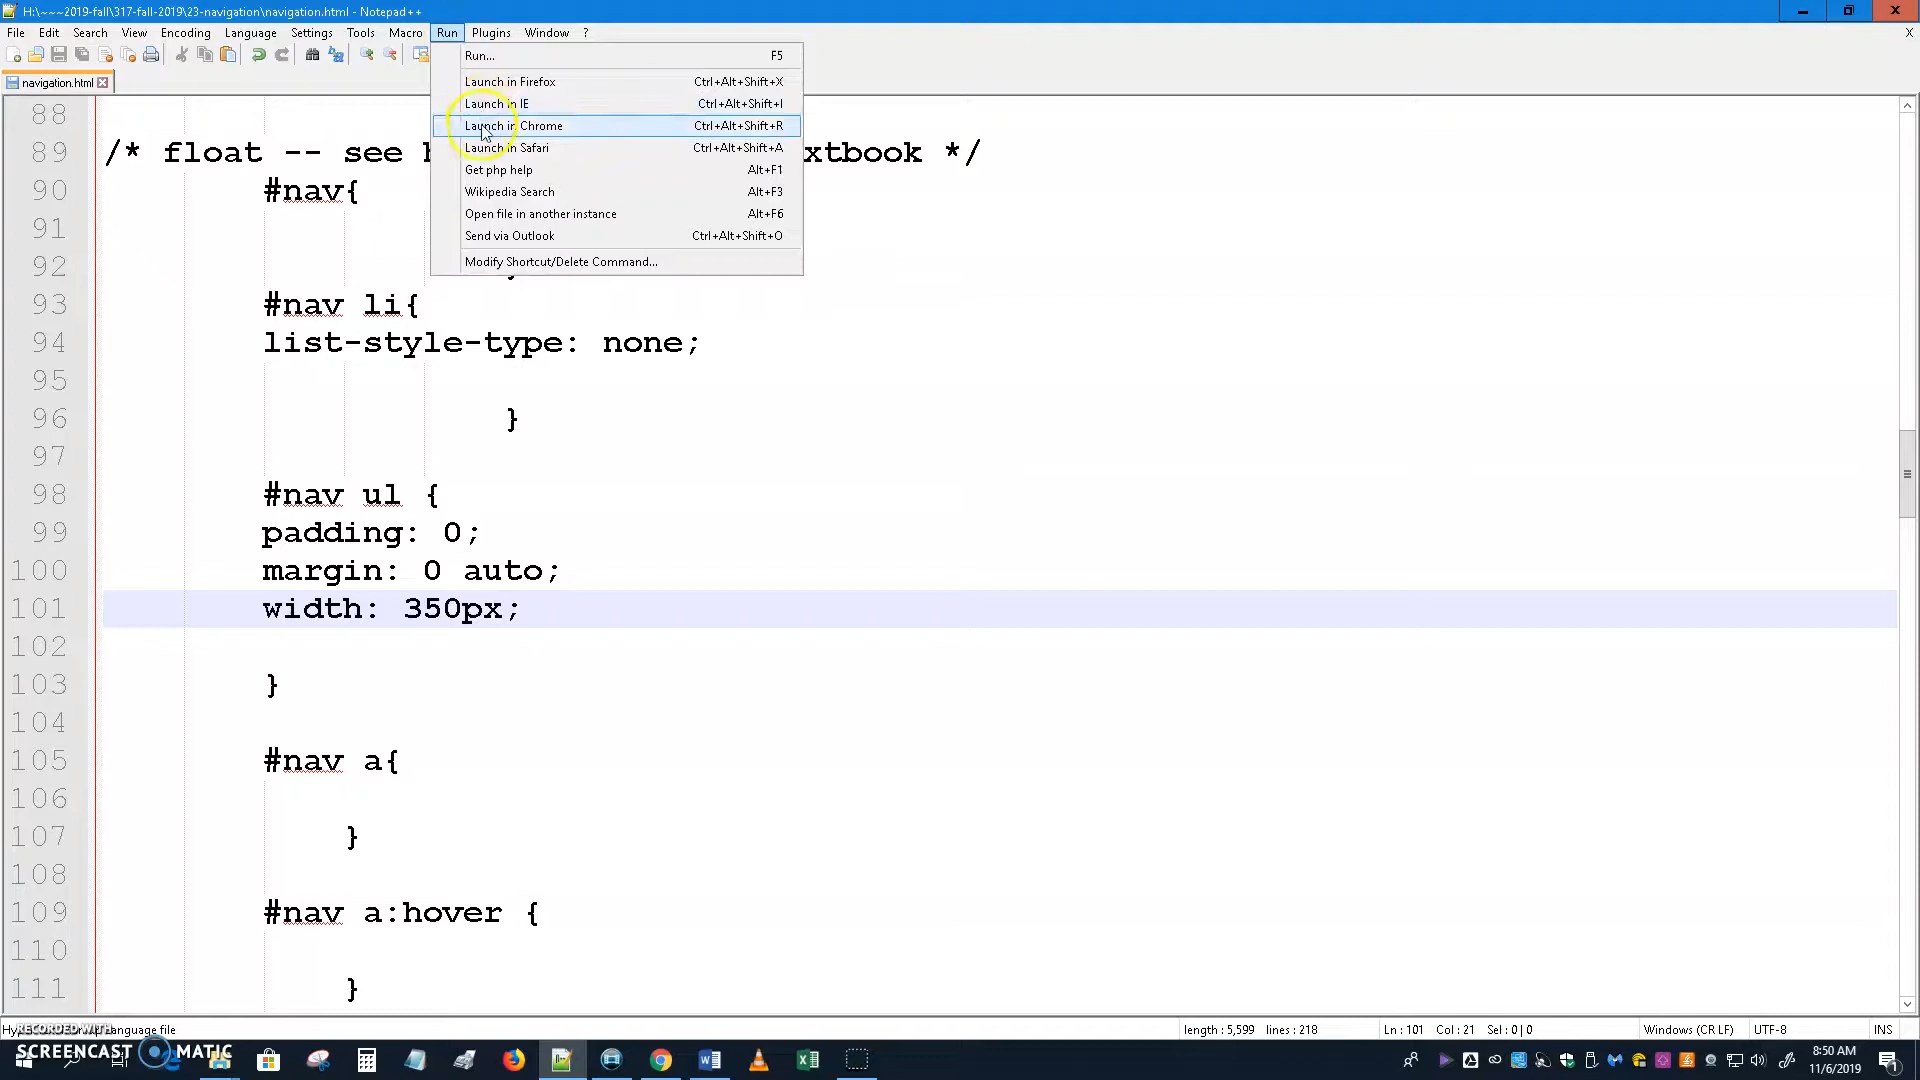 H:\~~~2019-fall\317-fall-2019\23-navigation\navigation.html - Notepad++
File Edit Search View Encoding Language Settings Tools Macro Run Plugins Window ? X
navigation.html
Run... F5
Launch in Firefox Ctrl+Alt+Shift+X
Launch in IE Ctrl+Alt+Shift+I
Launch in Chrome Ctrl+Alt+Shift+R
Launch in Safari Ctrl+Alt+Shift+A
Get php help Alt+F1
Wikipedia Search Alt+F3
Open file in another instance Alt+F6
Send via Outlook Ctrl+Alt+Shift+O
Modify Shortcut/Delete Command...
88
89 /* float -- see xtbook */
90 #nav{
91
92
93 #nav li{
94 list-style-type: none;
95
96 }
97
98 #nav ul {
99 padding: 0;
100 margin: 0 auto;
101 width: 350px;
102
103 }
104
105 #nav a{
106
107 }
108
109 #nav a:hover {
110
111 }
language file length : 5,599 lines : 218 Ln : 101 Col : 21 Sel : 0 | 0 Windows (CR LF) UTF-8 INS
RECORDED WITH
SCREENCAST MATIC
8:50 AM
11/6/2019